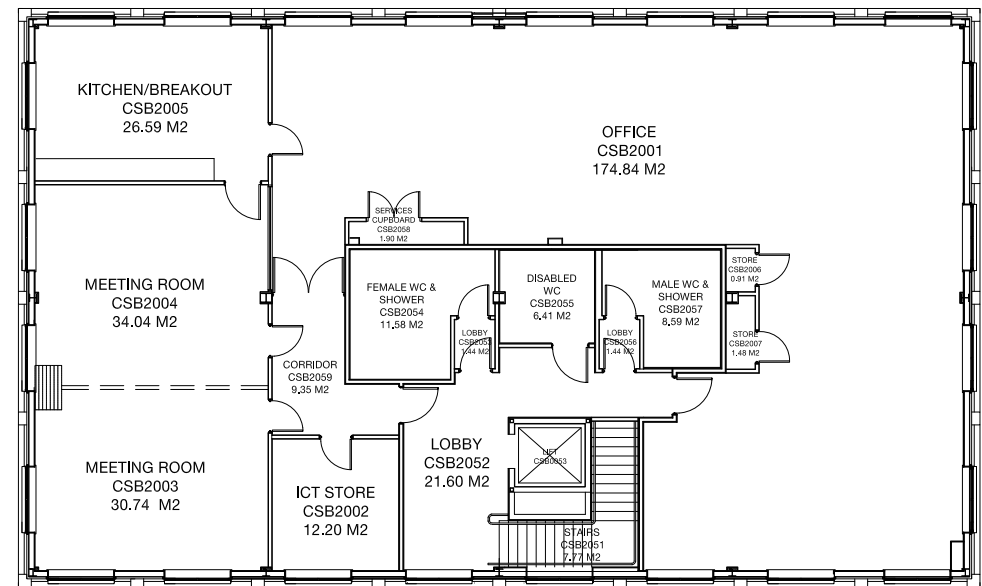 KITCHEN/BREAKOUT
CSB2005
26.59 M2
OFFICE
CSB2001
174.84 M2
SERVICES
CUPBOARD
CSB2058
1.90 M2
STORE
CSB2006
0.91 M2
MEETING ROOM
CSB2004
34.04 M2
FEMALE WC &
SHOWER
CSB2054
11.58 M2
DISABLED
WC
CSB2055
6.41 M2
MALE WC &
SHOWER
CSB2057
8.59 M2
LOBBY
CSB2053
1.44 M2
LOBBY
CSB2056
1.44 M2
STORE
CSB2007
1.48 M2
CORRIDOR
CSB2059
9.35 M2
MEETING ROOM
CSB2003
30.74 M2
ICT STORE
CSB2002
12.20 M2
LOBBY
CSB2052
21.60 M2
LIFT
CSB0053
STAIRS
CSB2051
7.77 M2